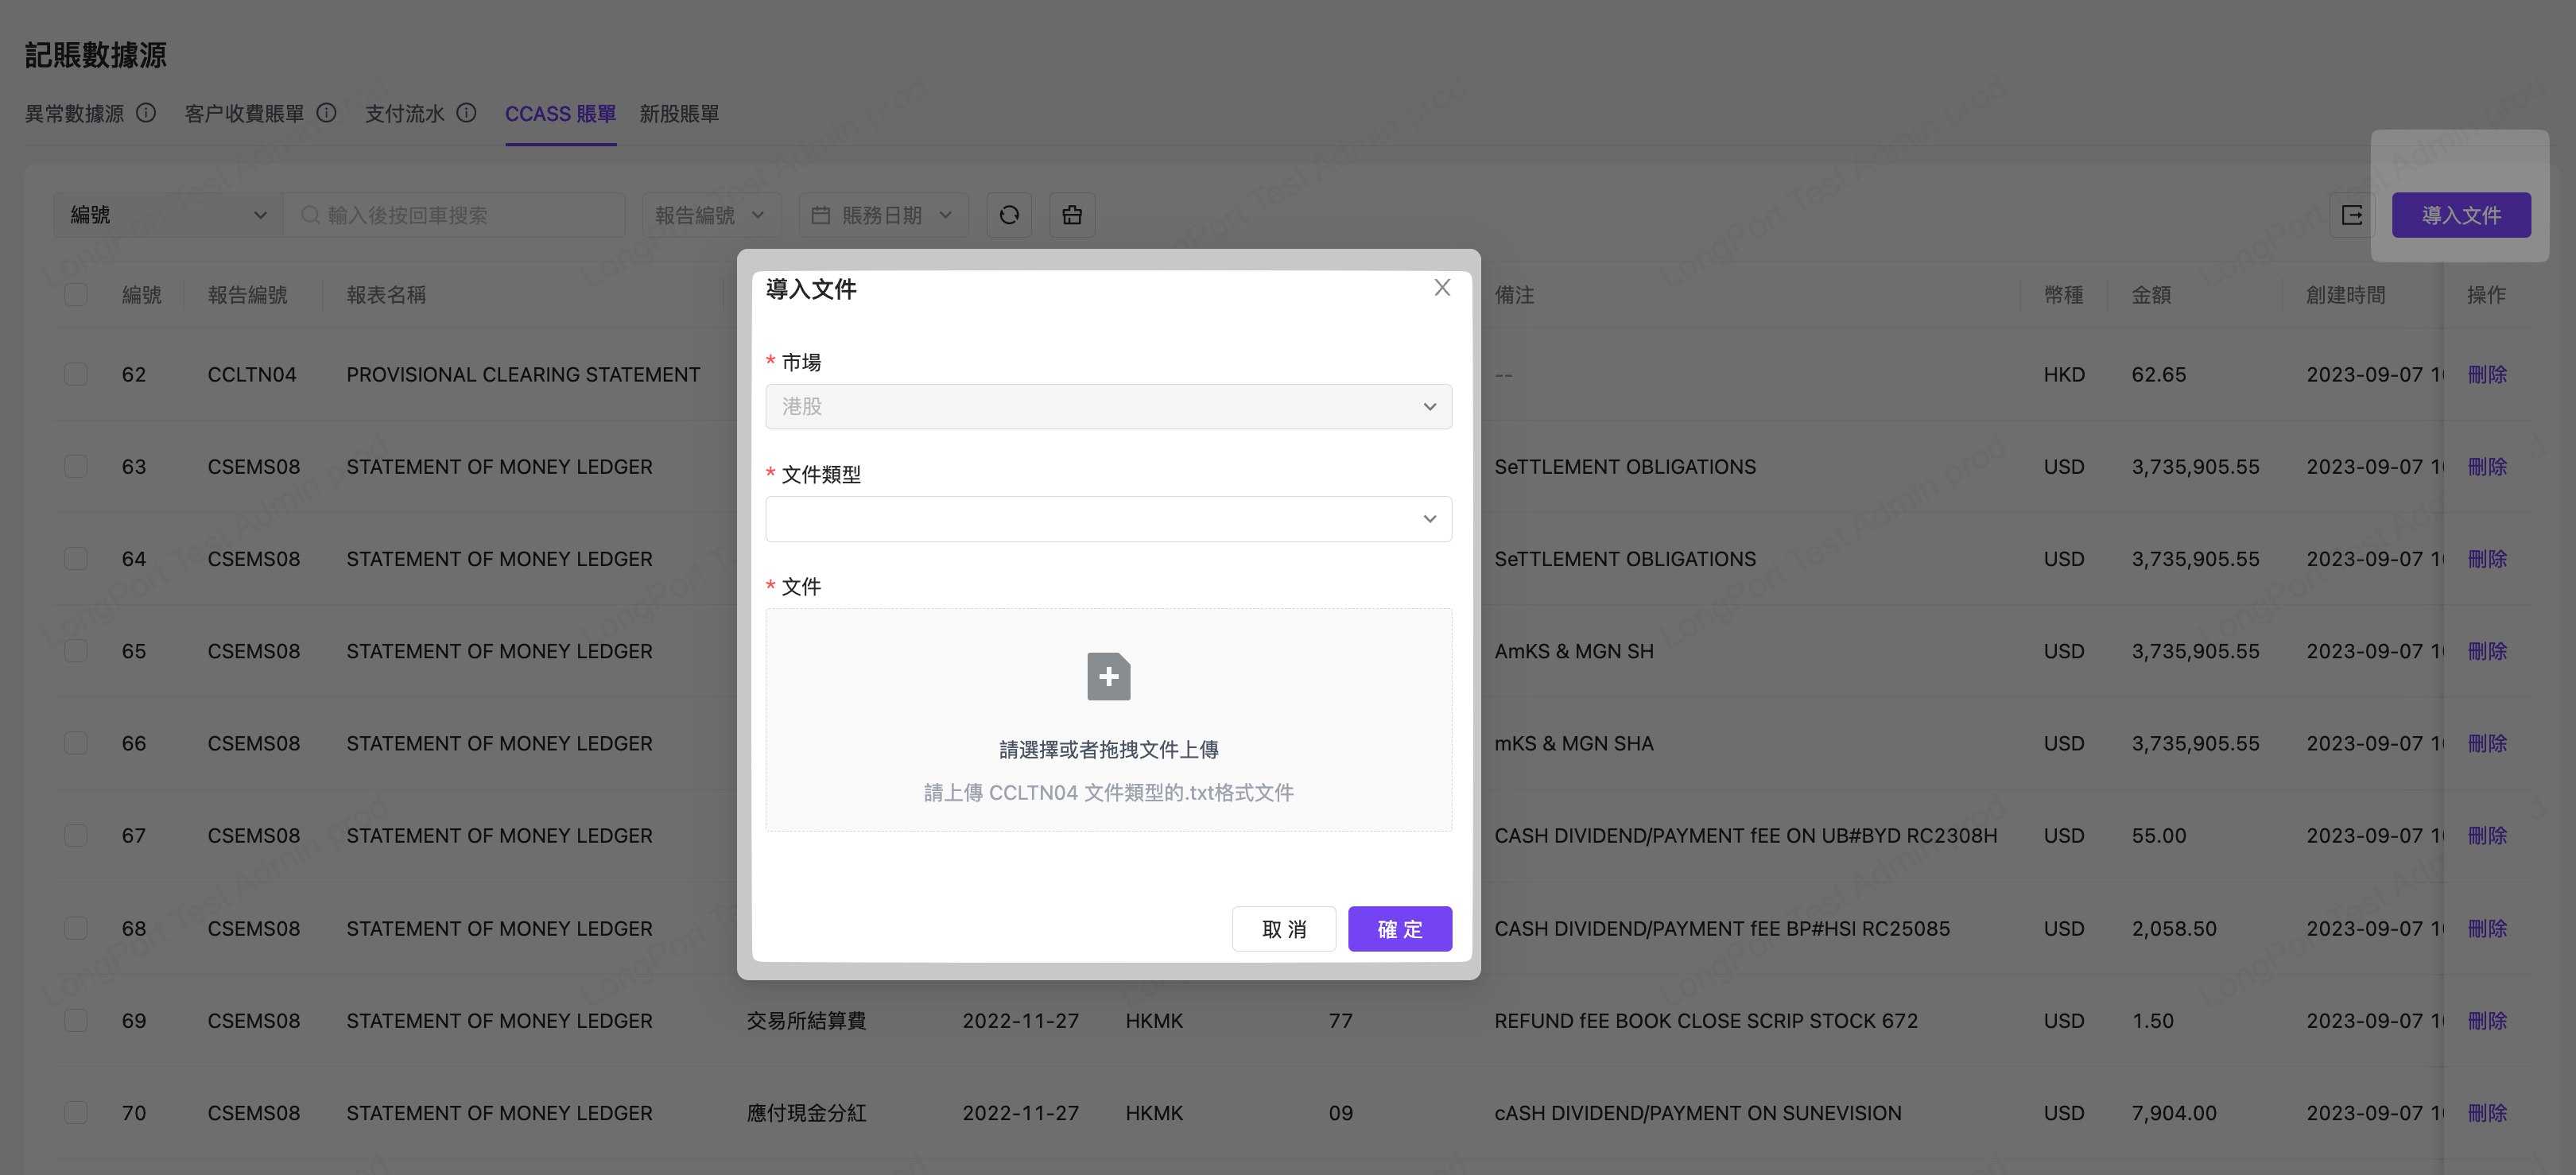 記賬數據源
異常數據源 客户收費賬單 支付流水 CCASS 賬單 新股賬單
編號 輸入後按回車搜索 報告編號 賬務日期 導入文件
編號 報告編號 報表名稱 備注 幣種 金額 創建時間 操作
62 CCLTN04 PROVISIONAL CLEARING STATEMENT -- HKD 62.65 2023-09-07 刪除
63 CSEMS08 STATEMENT OF MONEY LEDGER SeTTLEMENT OBLIGATIONS USD 3,735,905.55 2023-09-07 刪除
64 CSEMS08 STATEMENT OF MONEY LEDGER SeTTLEMENT OBLIGATIONS USD 3,735,905.55 2023-09-07 刪除
65 CSEMS08 STATEMENT OF MONEY LEDGER AmKS & MGN SH USD 3,735,905.55 2023-09-07 刪除
66 CSEMS08 STATEMENT OF MONEY LEDGER mKS & MGN SHA USD 3,735,905.55 2023-09-07 刪除
67 CSEMS08 STATEMENT OF MONEY LEDGER CASH DIVIDEND/PAYMENT fEE ON UB#BYD RC2308H USD 55.00 2023-09-07 刪除
68 CSEMS08 STATEMENT OF MONEY LEDGER CASH DIVIDEND/PAYMENT fEE BP#HSI RC25085 USD 2,058.50 2023-09-07 刪除
69 CSEMS08 STATEMENT OF MONEY LEDGER 交易所結算費 2022-11-27 HKMK 77 REFUND fEE BOOK CLOSE SCRIP STOCK 672 USD 1.50 2023-09-07 刪除
70 CSEMS08 STATEMENT OF MONEY LEDGER 應付現金分紅 2022-11-27 HKMK 09 cASH DIVIDEND/PAYMENT ON SUNEVISION USD 7,904.00 2023-09-07 刪除
導入文件
* 市場
港股
* 文件類型
* 文件
請選擇或者拖拽文件上傳
請上傳 CCLTN04 文件類型的.txt格式文件
取消 確定
LongPort Test Admin prod